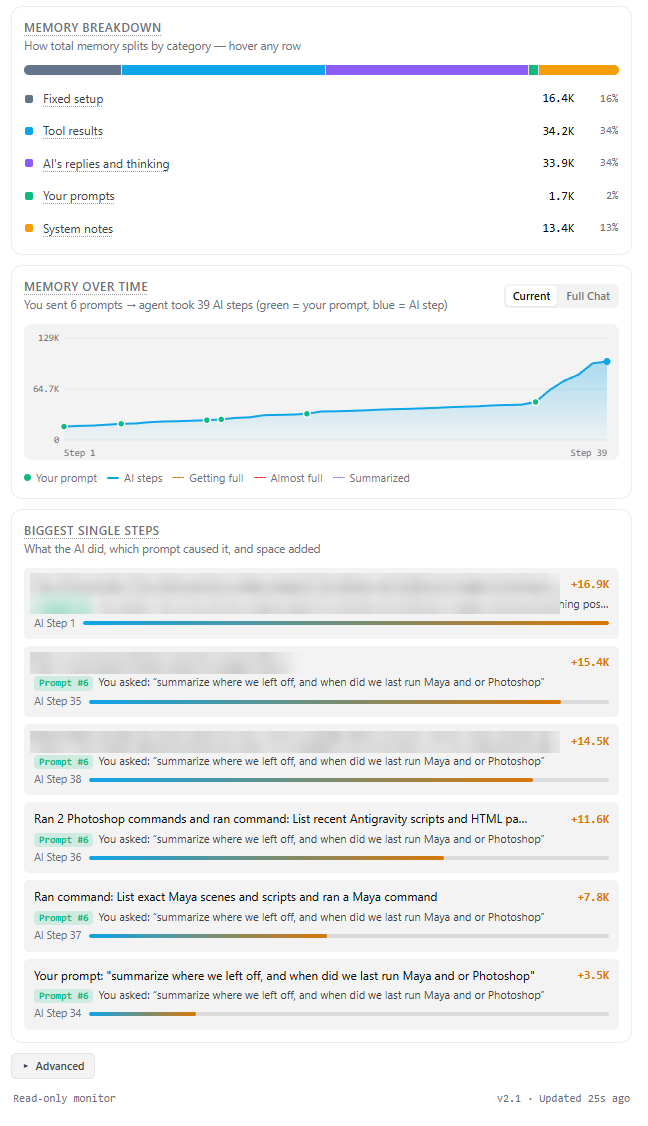 MEMORY BREAKDOWN
How total memory splits by category — hover any row
Fixed setup 16.4K 16%
Tool results 34.2K 34%
AI's replies and thinking 33.9K 34%
Your prompts 1.7K 2%
System notes 13.4K 13%
MEMORY OVER TIME
You sent 6 prompts → agent took 39 AI steps (green = your prompt, blue = AI step)
Current Full Chat
129K
64.7K
0
Step 1 Step 39
Your prompt AI steps Getting full Almost full Summarized
BIGGEST SINGLE STEPS
What the AI did, which prompt caused it, and space added
+16.9K
pos...
AI Step 1
+15.4K
Prompt #6 You asked: "summarize where we left off, and when did we last run Maya and or Photoshop"
AI Step 35
+14.5K
Prompt #6 You asked: "summarize where we left off, and when did we last run Maya and or Photoshop"
AI Step 38
Ran 2 Photoshop commands and ran command: List recent Antigravity scripts and HTML pa... +11.6K
Prompt #6 You asked: "summarize where we left off, and when did we last run Maya and or Photoshop"
AI Step 36
Ran command: List exact Maya scenes and scripts and ran a Maya command +7.8K
Prompt #6 You asked: "summarize where we left off, and when did we last run Maya and or Photoshop"
AI Step 37
Your prompt: "summarize where we left off, and when did we last run Maya and or Photoshop" +3.5K
Prompt #6 You asked: "summarize where we left off, and when did we last run Maya and or Photoshop"
AI Step 34
▸ Advanced
Read-only monitor v2.1 · Updated 25s ago